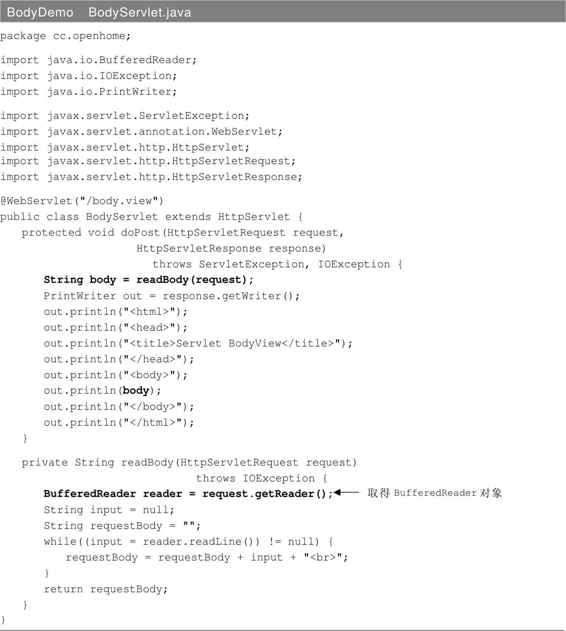 BodyDemo BodyServlet.java
package cc.openhome;
import java.io.BufferedReader;
import java.io.IOException;
import java.io.PrintWriter;
import javax.servlet.ServletException;
import javax.servlet.annotation.WebServlet;
import javax.servlet.http.HttpServlet;
import javax.servlet.http.HttpServletRequest;
import javax.servlet.http.HttpServletResponse;
@WebServlet("/body.view")
public class BodyServlet extends HttpServlet {
protected void doPost(HttpServletRequest request,
HttpServletResponse response)
throws ServletException, IOException {
String body = readBody(request);
PrintWriter out = response.getWriter();
out.println("<html>");
out.println("<head>");
out.println("<title>Servlet BodyView</title>");
out.println("</head>");
out.println("<body>");
out.println(body);
out.println("</body>");
out.println("</html>");
}
private String readBody(HttpServletRequest request)
throws IOException {
BufferedReader reader = request.getReader(); 取得 BufferedReader 对象
String input = null;
String requestBody = "";
while((input = reader.readLine()) != null) {
requestBody = requestBody + input + "<br>";
}
return requestBody;
}
}